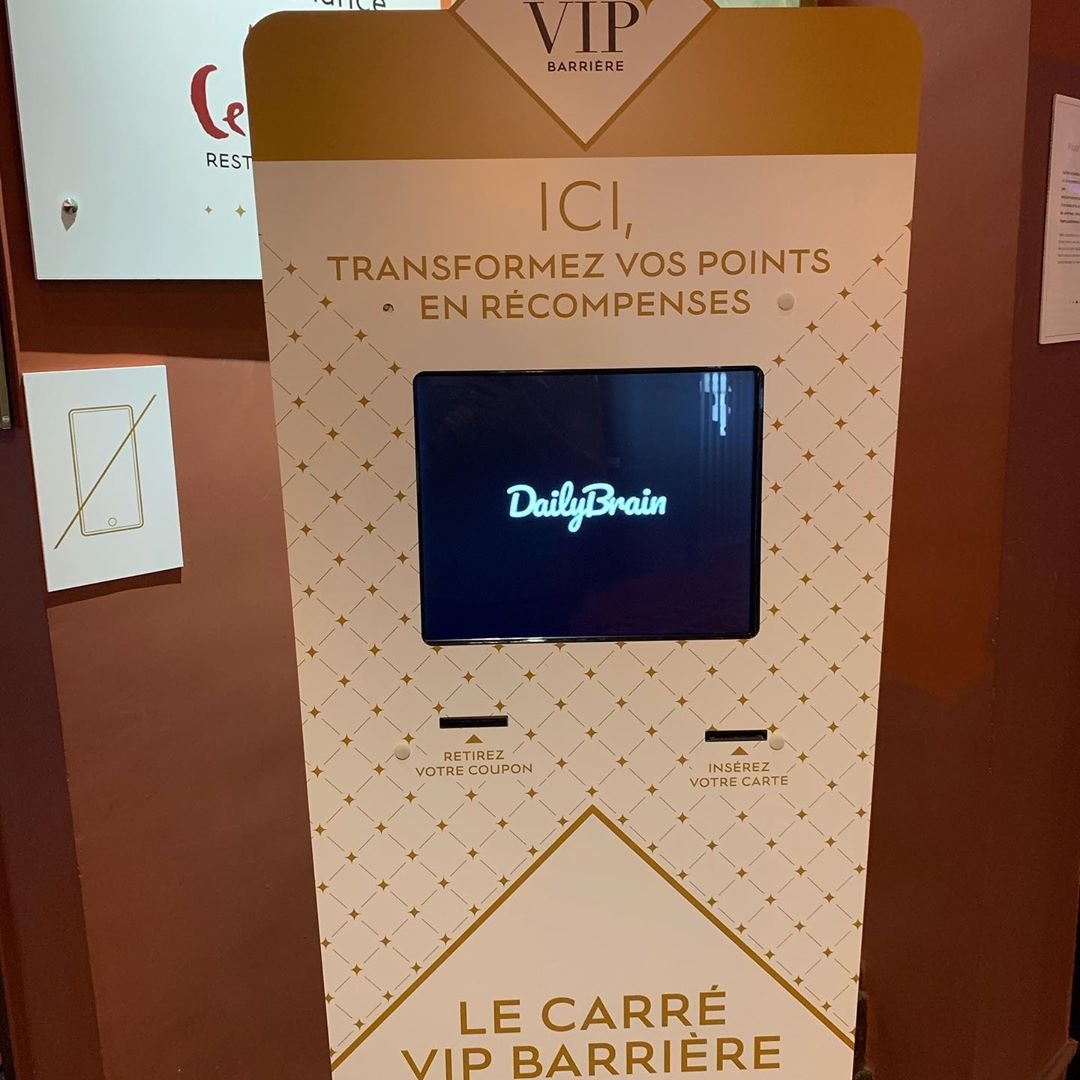 VIP
BARRIÈRE
REST
ICI,
TRANSFORMEZ VOS POINTS
EN RÉCOMPENSES
DailyBrain
RETIREZ
VOTRE COUPON
INSÉREZ
VOTRE CARTE
LE CARRÉ
VIP BARRIÈRE